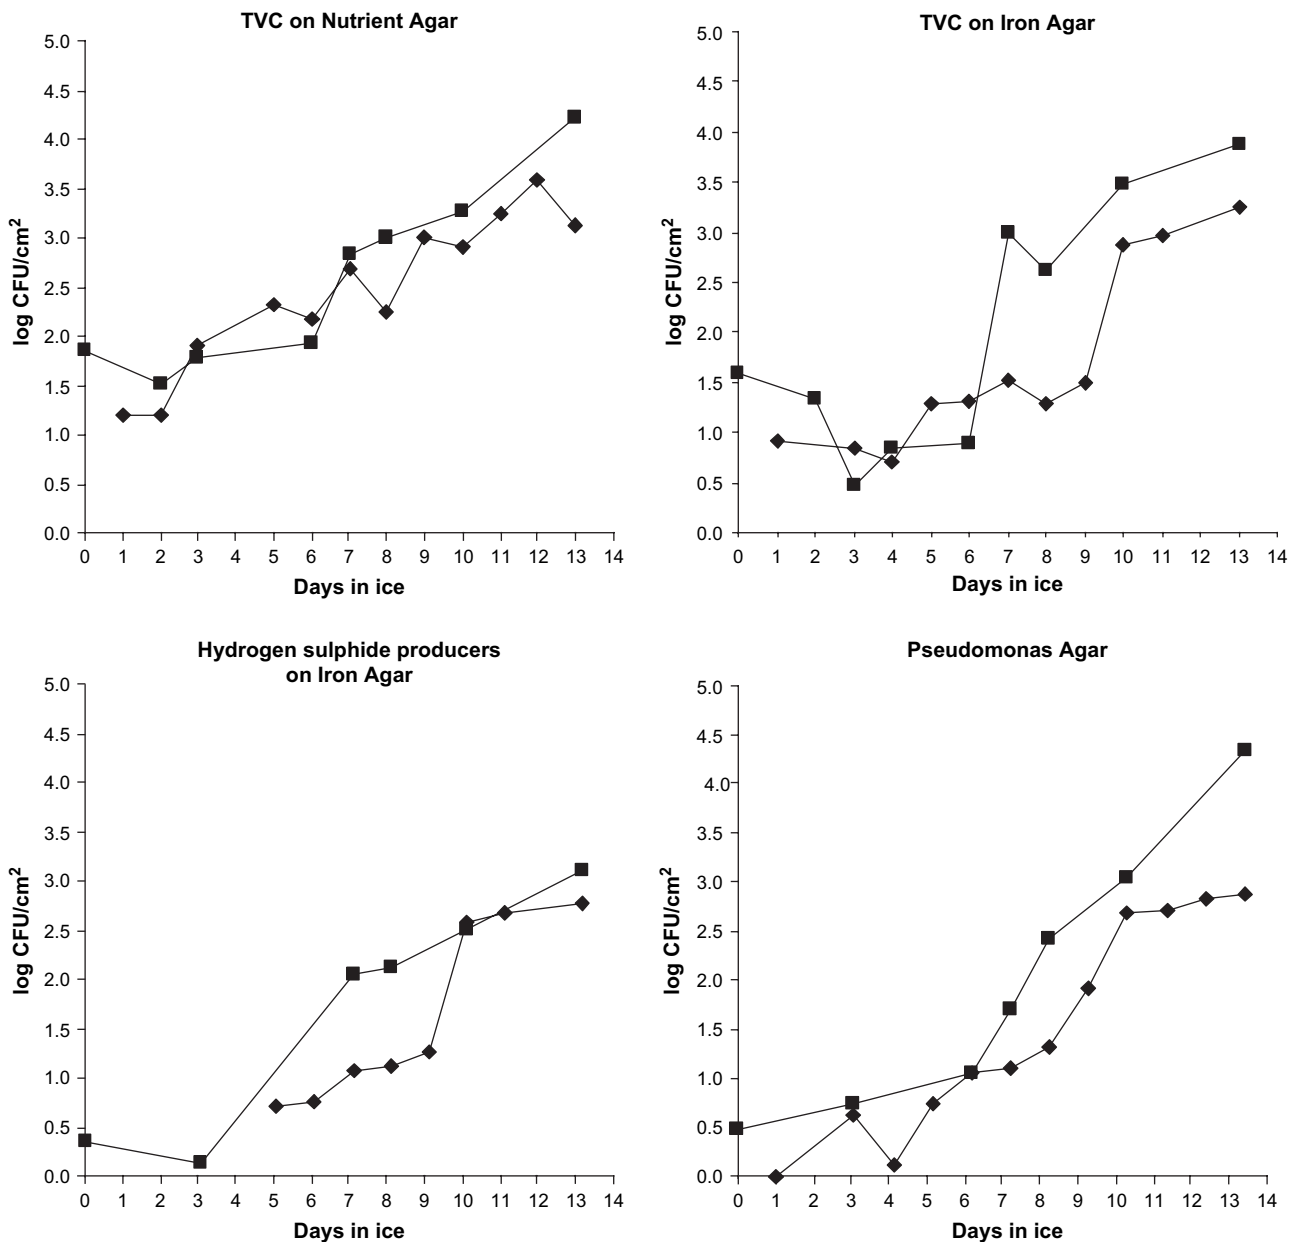 TVC on Nutrient Agar
5.0
4.5
4.0
3.5
3.0
2.5
2.0
1.5
1.0
0.5
0.0
log CFU/cm²
0 1 2 3 4 5 6 7 8 9 10 11 12 13 14
Days in ice
TVC on Iron Agar
5.0
4.5
4.0
3.5
3.0
2.5
2.0
1.5
1.0
0.5
0.0
log CFU/cm²
0 1 2 3 4 5 6 7 8 9 10 11 12 13 14
Days in ice
Hydrogen sulphide producers
on Iron Agar
5.0
4.5
4.0
3.5
3.0
2.5
2.0
1.5
1.0
0.5
0.0
log CFU/cm²
0 1 2 3 4 5 6 7 8 9 10 11 12 13 14
Days in ice
Pseudomonas Agar
5.0
4.5
4.0
3.5
3.0
2.5
2.0
1.5
1.0
0.5
0.0
log CFU/cm²
0 1 2 3 4 5 6 7 8 9 10 11 12 13 14
Days in ice